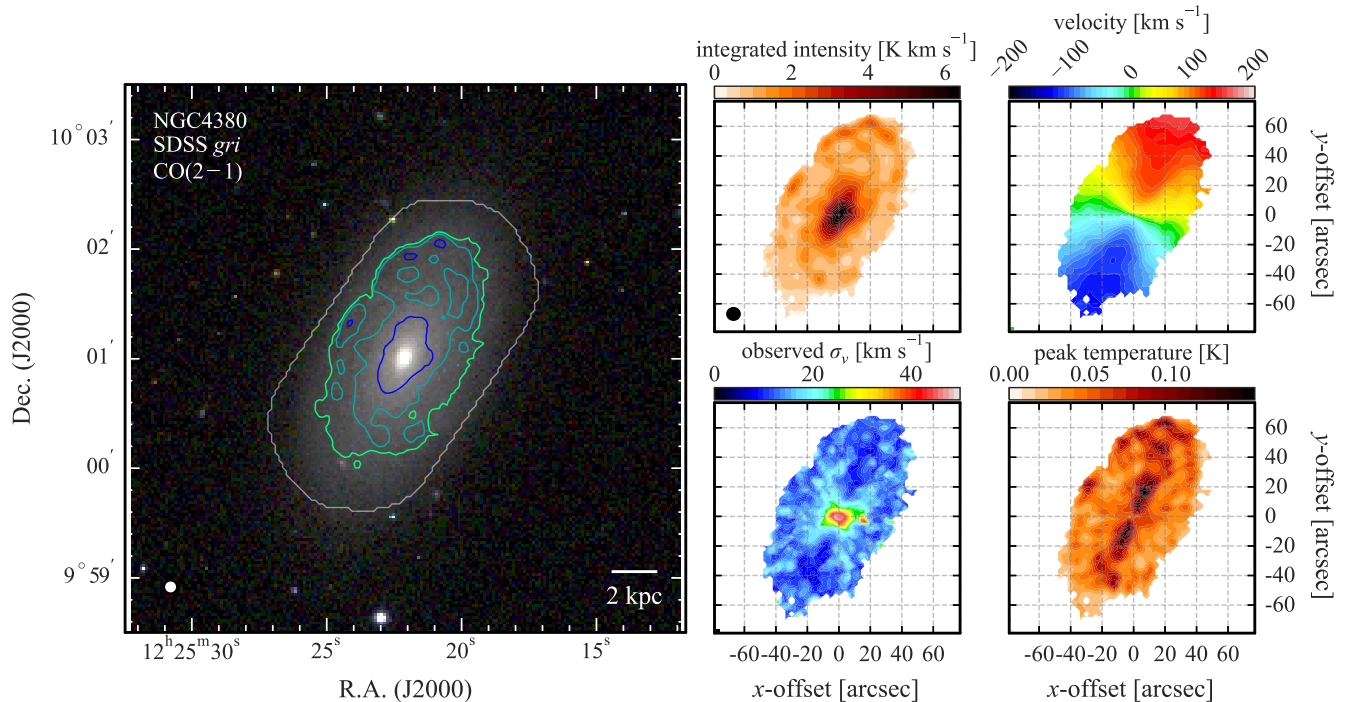 NGC4380
SDSS gri
CO(2−1)
10°03′
02′
01′
00′
9°59′
Dec. (J2000)
2 kpc
12ʰ25ᵐ30ˢ 25ˢ 20ˢ 15ˢ
R.A. (J2000)
integrated intensity [K km s⁻¹]
0 2 4 6
velocity [km s⁻¹]
−200 −100 0 100 200
60
40
20
0
-20
-40
-60
y-offset [arcsec]
observed σᵥ [km s⁻¹]
0 20 40
peak temperature [K]
0.00 0.05 0.10
60
40
20
0
-20
-40
-60
y-offset [arcsec]
-60 -40 -20 0 20 40 60
x-offset [arcsec]
-60 -40 -20 0 20 40 60
x-offset [arcsec]